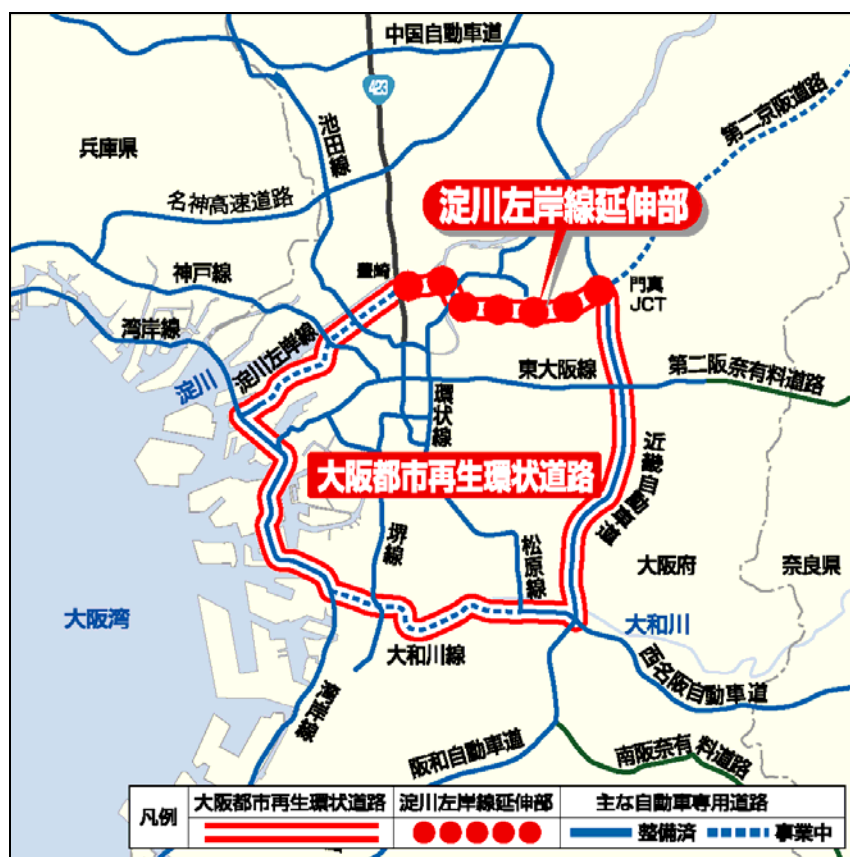 中国自動車道
423
池田線
第二京阪道路
兵庫県
名神高速道路
淀川左岸線延伸部
神戸線
豊崎
門真
JCT
湾岸線
淀川左岸線
淀川
東大阪線
第二阪奈有料道路
環状線
大阪都市再生環状道路
近畿自動車道
堺線
松原線
大阪府
奈良県
大阪湾
大和川
大和川線
西名阪自動車道
湾岸線
阪和自動車道
南阪奈有料道路
凡例
大阪都市再生環状道路
淀川左岸線延伸部
主な自動車専用道路
整備済
事業中